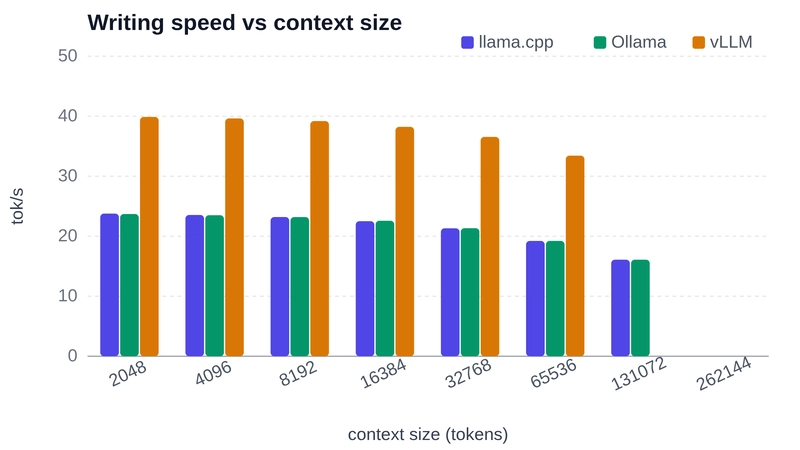 Writing speed vs context size
llama.cpp Ollama vLLM
50
40
30
20
10
0
tok/s
2048 4096 8192 16384 32768 65536 131072 262144
context size (tokens)